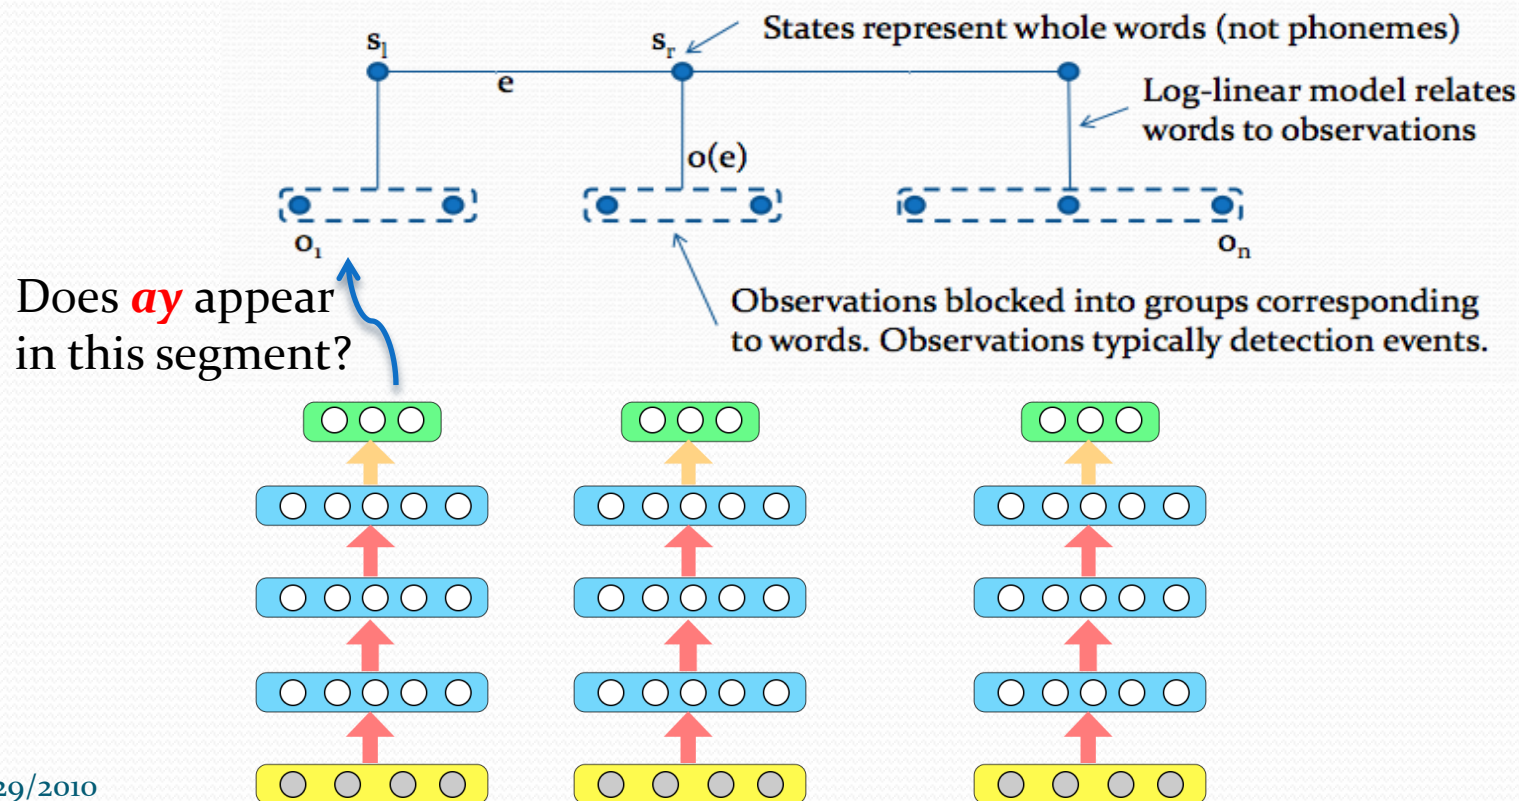 States represent whole words (not phonemes)
s_l
s_r
e
Log-linear model relates
words to observations
o(e)
o₁
o_n
Does ay appear
in this segment?
Observations blocked into groups corresponding
to words. Observations typically detection events.
29/2010